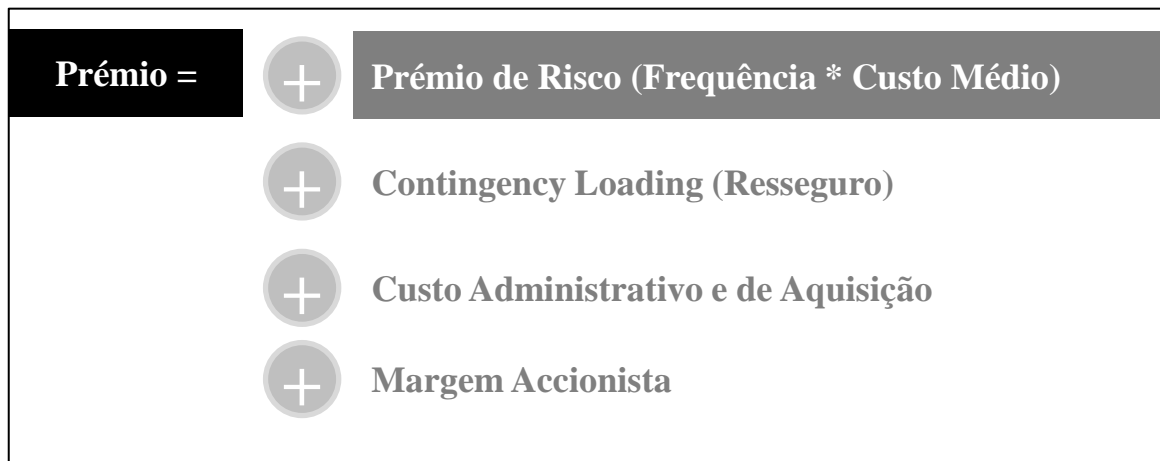 Prémio = + Prémio de Risco (Frequência * Custo Médio)
+ Contingency Loading (Resseguro)
+ Custo Administrativo e de Aquisição
+ Margem Accionista